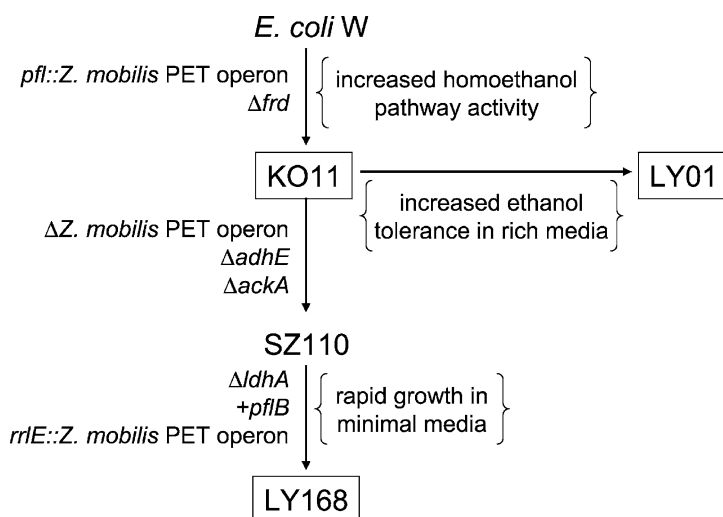 E. coli W
pfl::Z. mobilis PET operon
Δfrd
increased homoethanol
pathway activity
KO11
LY01
increased ethanol
tolerance in rich media
ΔZ. mobilis PET operon
ΔadhE
ΔackA
SZ110
ΔldhA
+pflB
rrlE::Z. mobilis PET operon
rapid growth in
minimal media
LY168